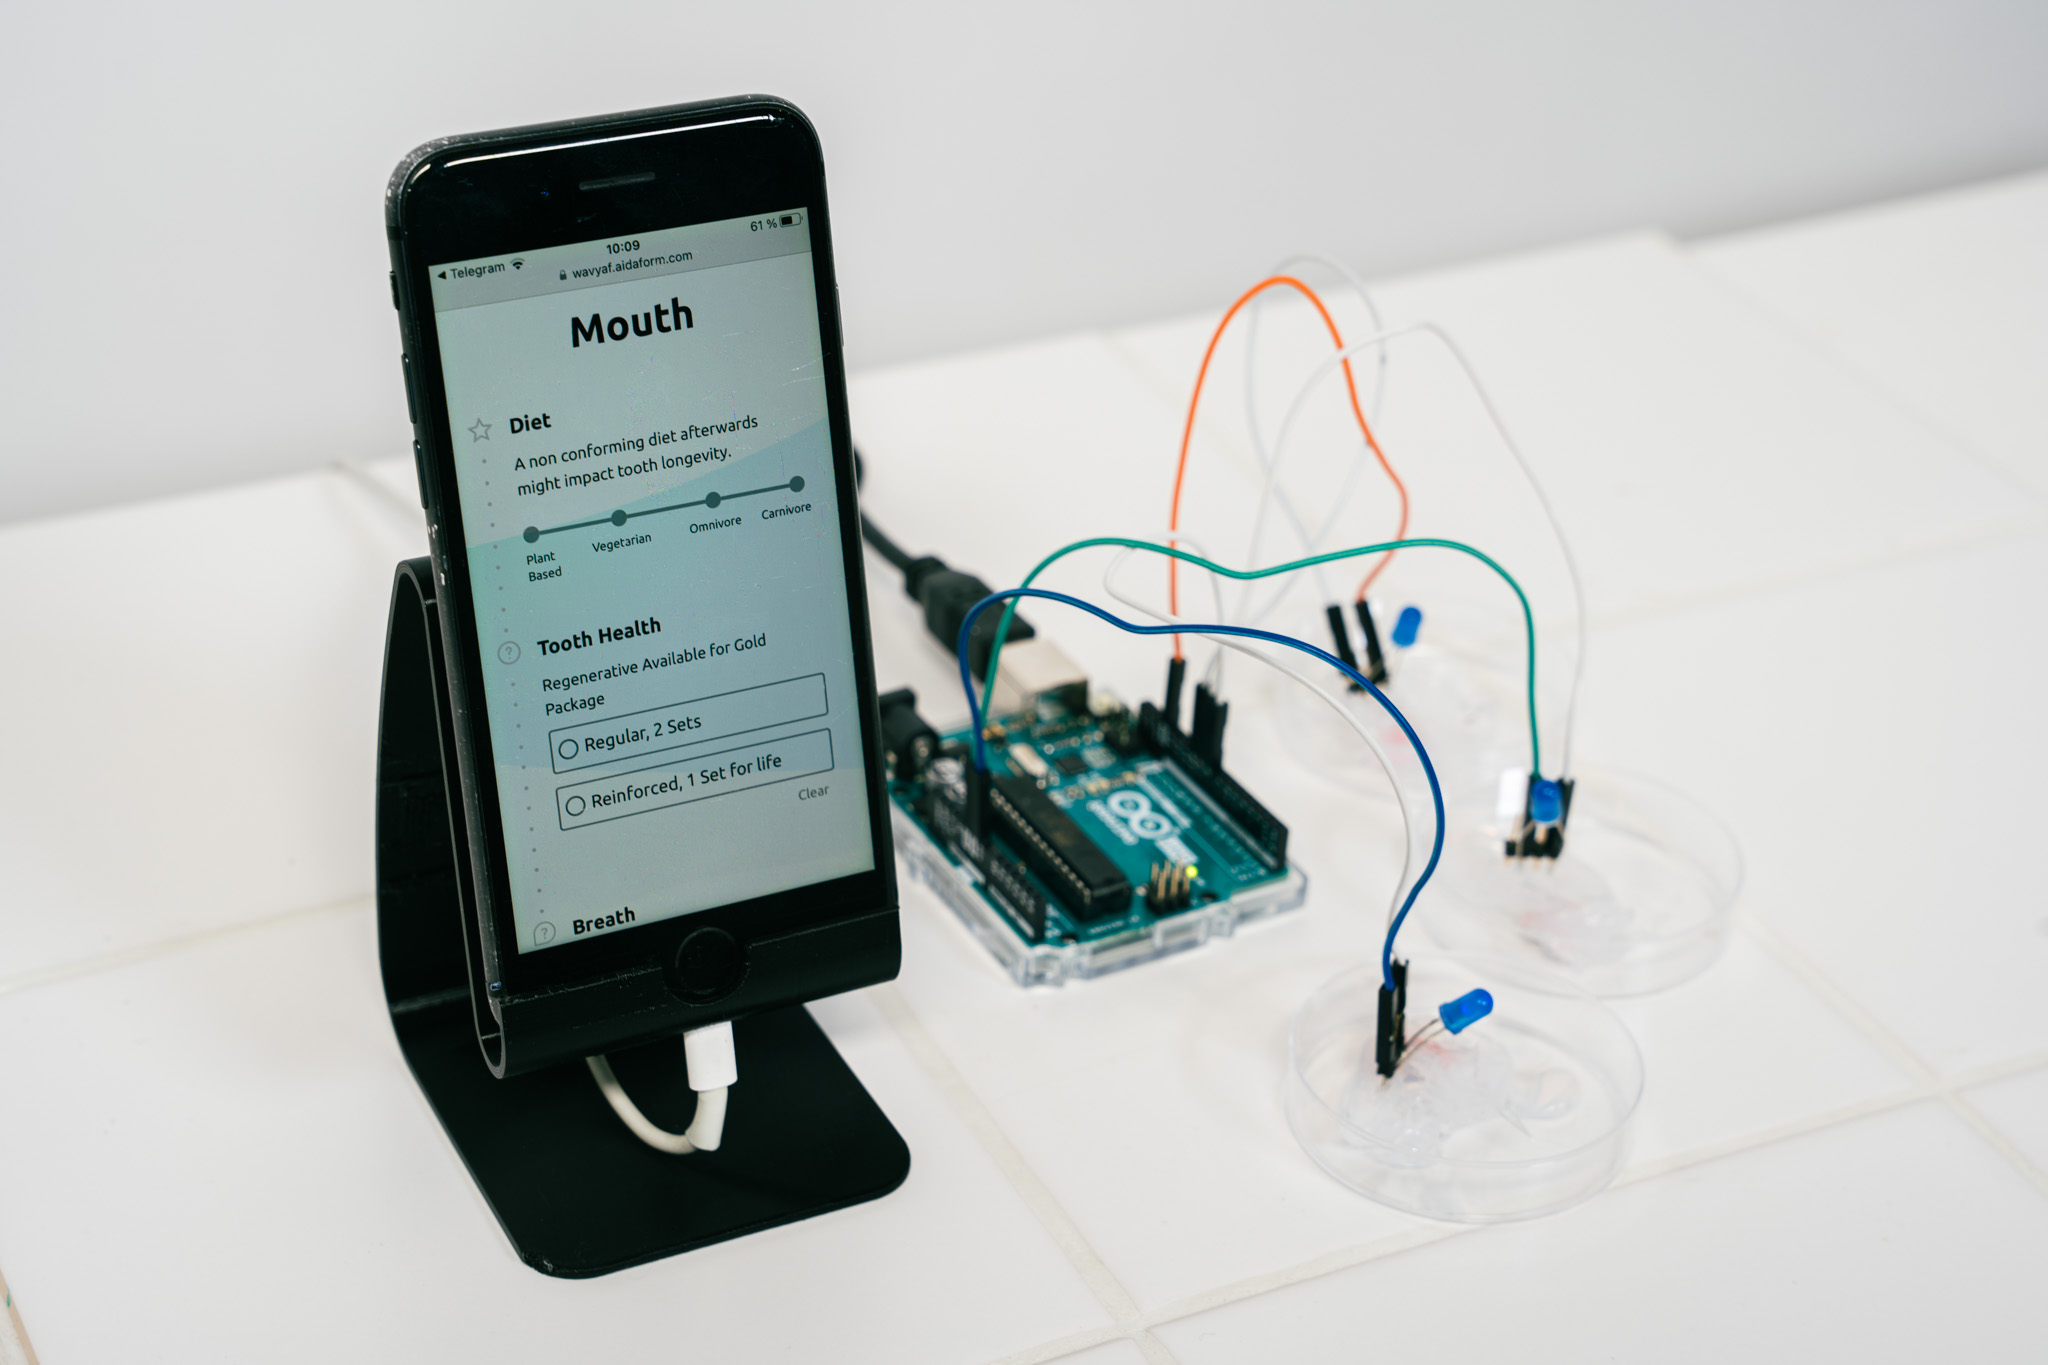 10:09
61 %
Telegram
wavyaf.aidaform.com
Mouth
Diet
A non conforming diet afterwards
might impact tooth longevity.
Plant
Based
Vegetarian
Omnivore
Carnivore
Tooth Health
Regenerative Available for Gold
Package
Regular, 2 Sets
Reinforced, 1 Set for life
Clear
? Breath